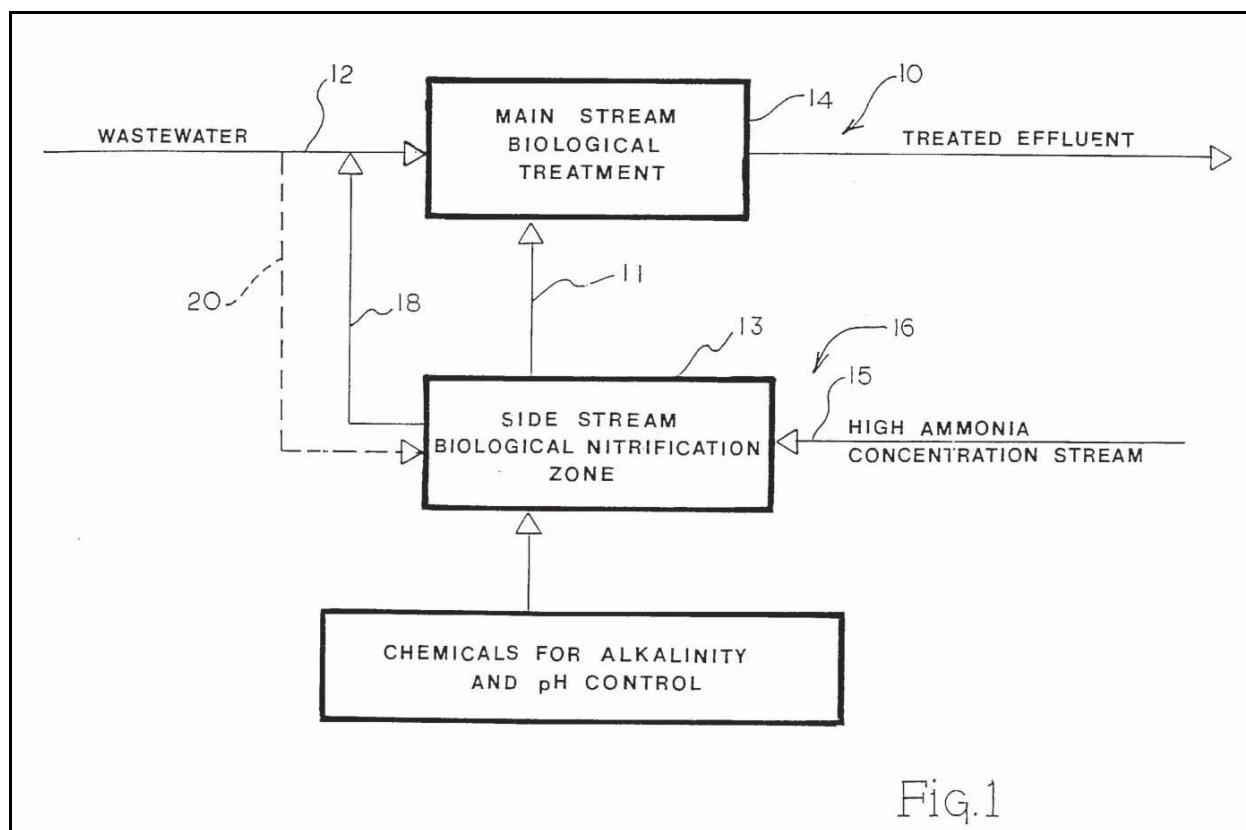 12
WASTEWATER
MAIN STREAM
BIOLOGICAL
TREATMENT
14
10
TREATED EFFLUENT
20
18
11
13
16
15
SIDE STREAM
BIOLOGICAL NITRIFICATION
ZONE
HIGH AMMONIA
CONCENTRATION STREAM
CHEMICALS FOR ALKALINITY
AND pH CONTROL
Fig.1